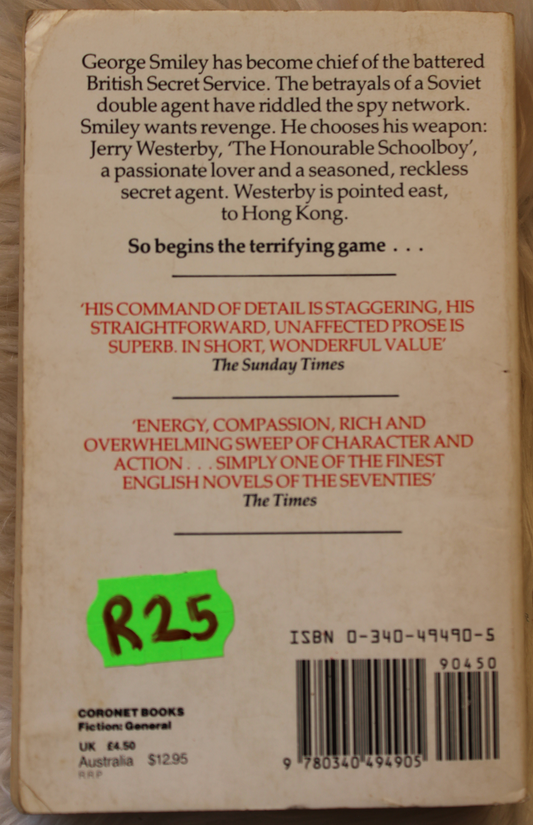 George Smiley has become chief of the battered
British Secret Service. The betrayals of a Soviet
double agent have riddled the spy network.
Smiley wants revenge. He chooses his weapon:
Jerry Westerby, 'The Honourable Schoolboy',
a passionate lover and a seasoned, reckless
secret agent. Westerby is pointed east,
to Hong Kong.
So begins the terrifying game . . .
'HIS COMMAND OF DETAIL IS STAGGERING, HIS
STRAIGHTFORWARD, UNAFFECTED PROSE IS
SUPERB. IN SHORT, WONDERFUL VALUE'
The Sunday Times
'ENERGY, COMPASSION, RICH AND
OVERWHELMING SWEEP OF CHARACTER AND
ACTION . . . SIMPLY ONE OF THE FINEST
ENGLISH NOVELS OF THE SEVENTIES'
The Times
R25
ISBN 0-340-49490-5
90450
9 780340 494905
CORONET BOOKS
Fiction: General
UK £4.50
Australia $12.95
R.R.P